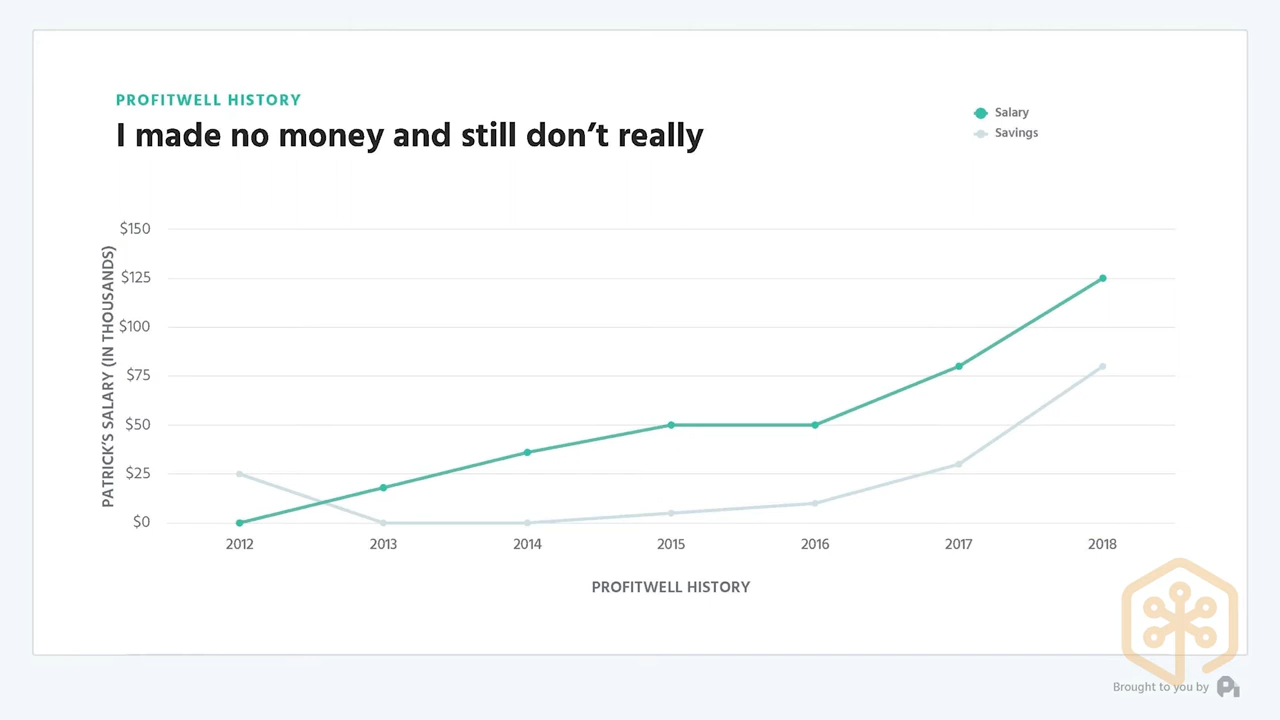 PROFITWELL HISTORY
I made no money and still don’t really
Salary
Savings
PATRICK’S SALARY (IN THOUSANDS)
$150
$125
$100
$75
$50
$25
$0
2012 2013 2014 2015 2016 2017 2018
PROFITWELL HISTORY
Brought to you by